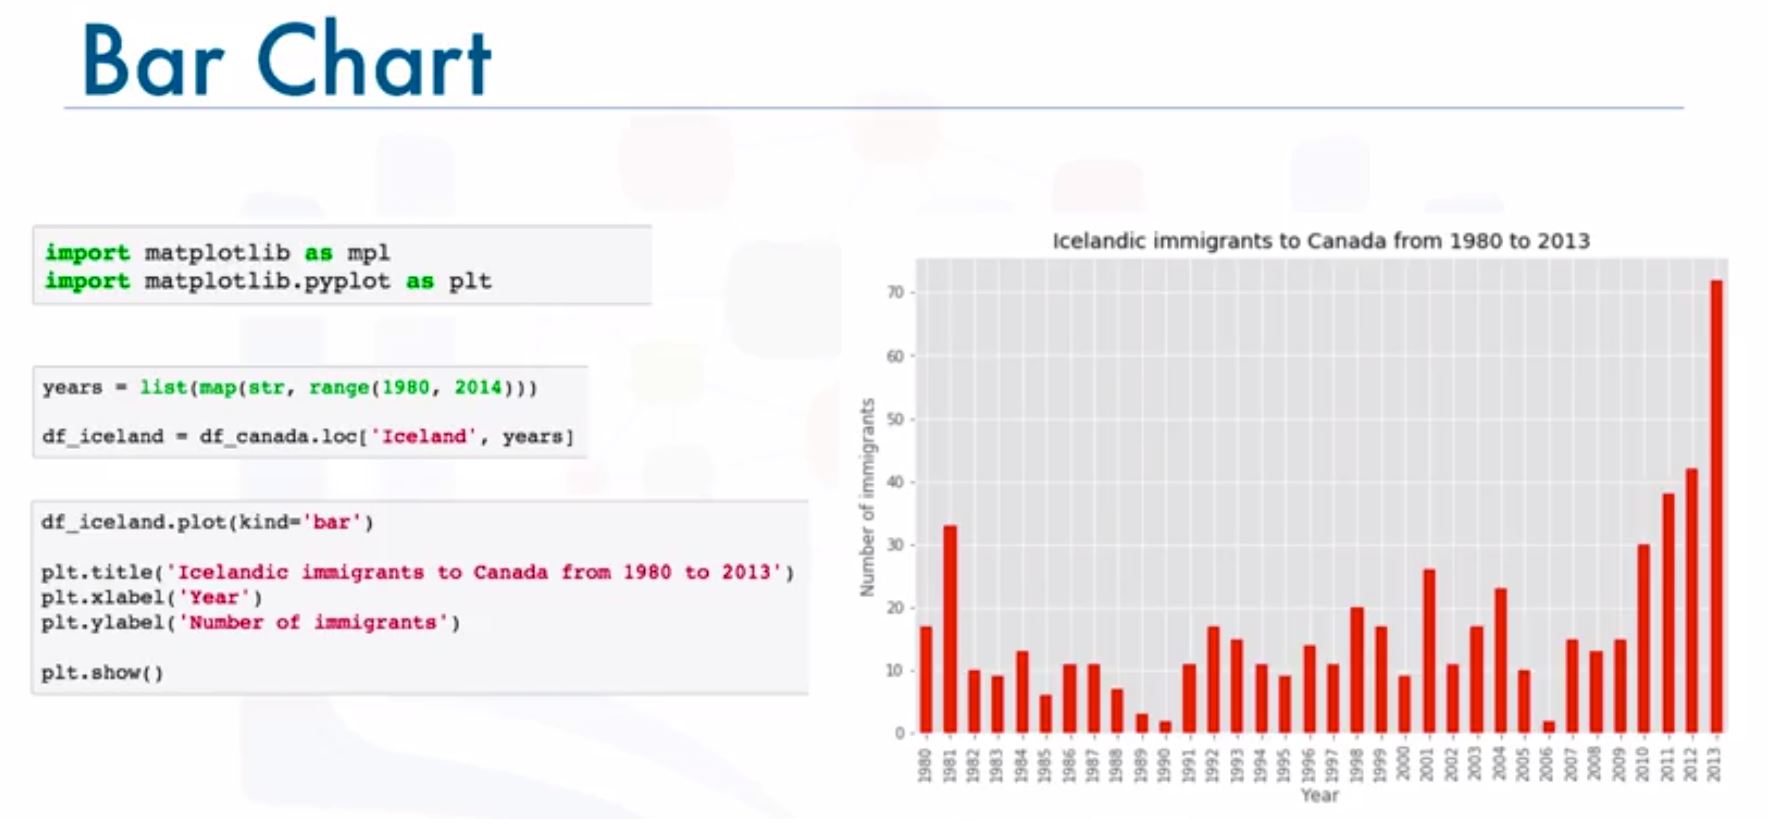 Bar Chart
import matplotlib as mpl
import matplotlib.pyplot as plt
years = list(map(str, range(1980, 2014)))
df_iceland = df_canada.loc['Iceland', years]
df_iceland.plot(kind='bar')
plt.title('Icelandic immigrants to Canada from 1980 to 2013')
plt.xlabel('Year')
plt.ylabel('Number of immigrants')
plt.show()
Icelandic immigrants to Canada from 1980 to 2013
Number of immigrants
70
60
50
40
30
20
10
0
1980 1981 1982 1983 1984 1985 1986 1987 1988 1989 1990 1991 1992 1993 1994 1995 1996 1997 1998 1999 2000 2001 2002 2003 2004 2005 2006 2007 2008 2009 2010 2011 2012 2013
Year